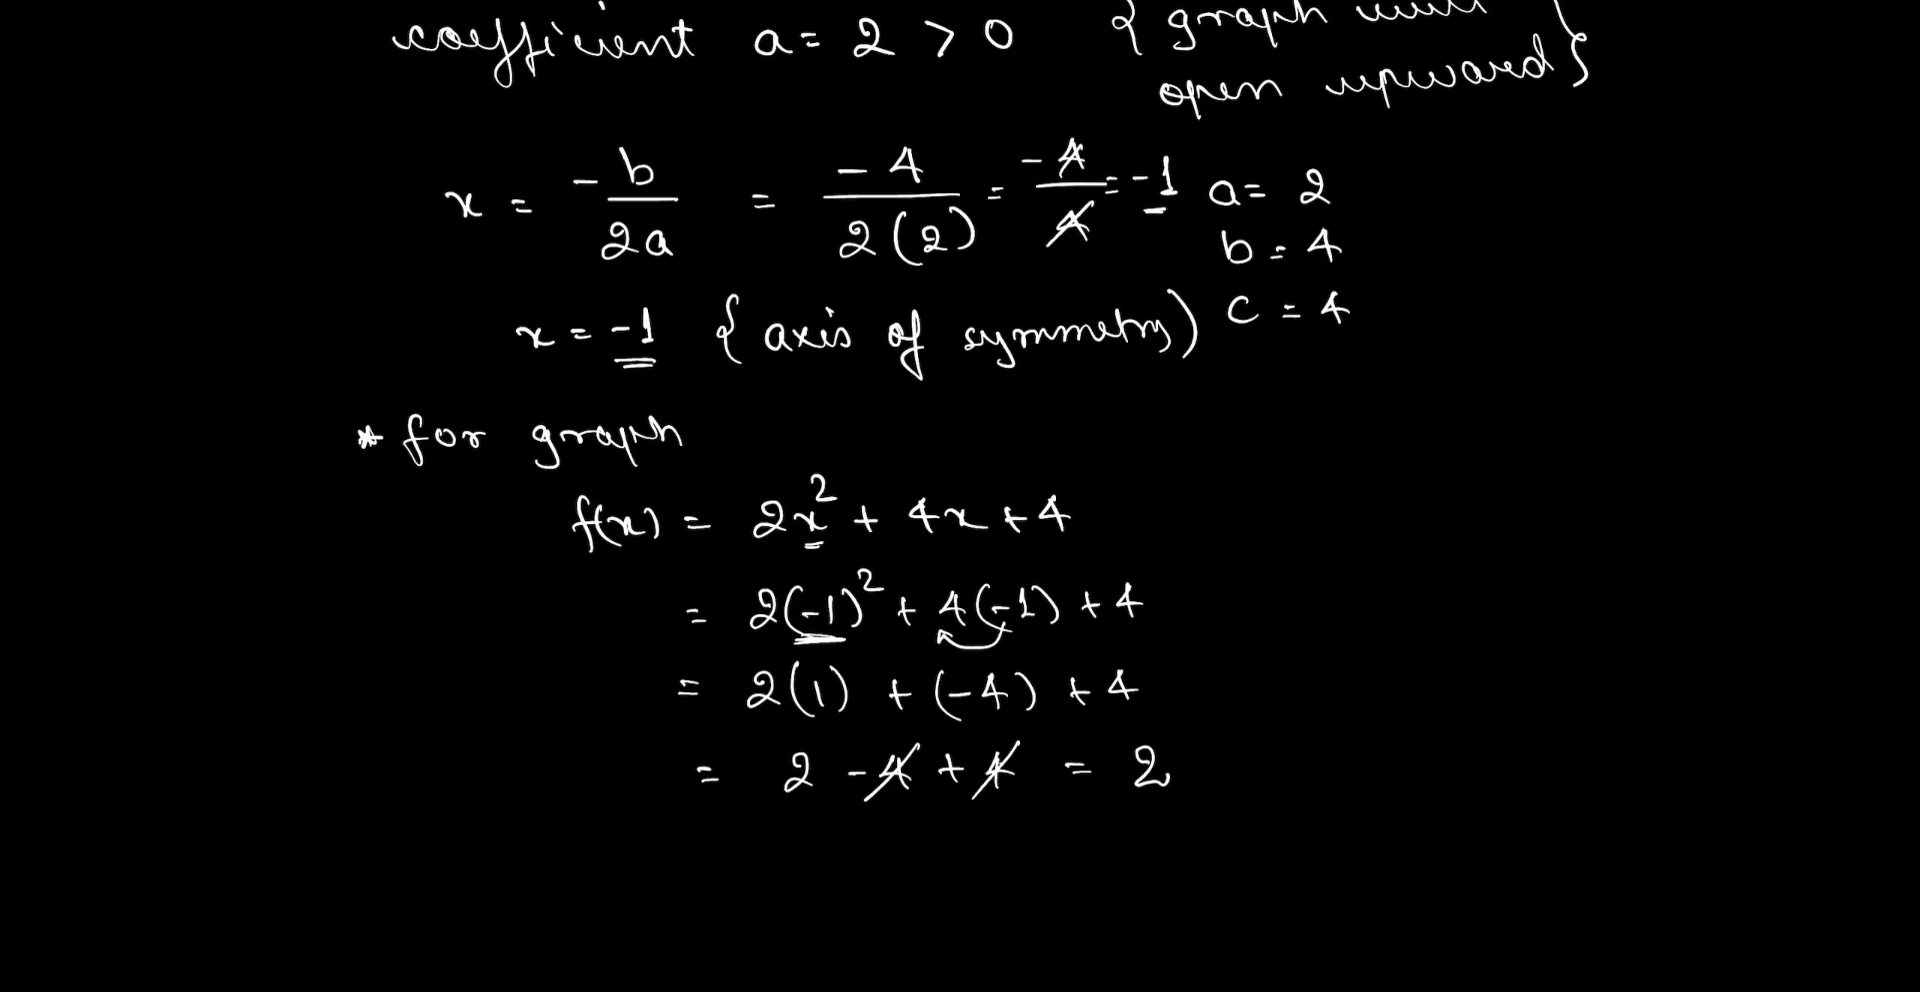 coefficient a = 2 > 0 { graph will
open upward}
x = -b/2a = -4/2(2) = -4/4 = -1 a = 2
b = 4
x = -1 { axis of symmetry) c = 4
* for graph
f(x) = 2x² + 4x + 4
= 2(-1)² + 4(-1) + 4
= 2(1) + (-4) + 4
= 2 - 4 + 4 = 2